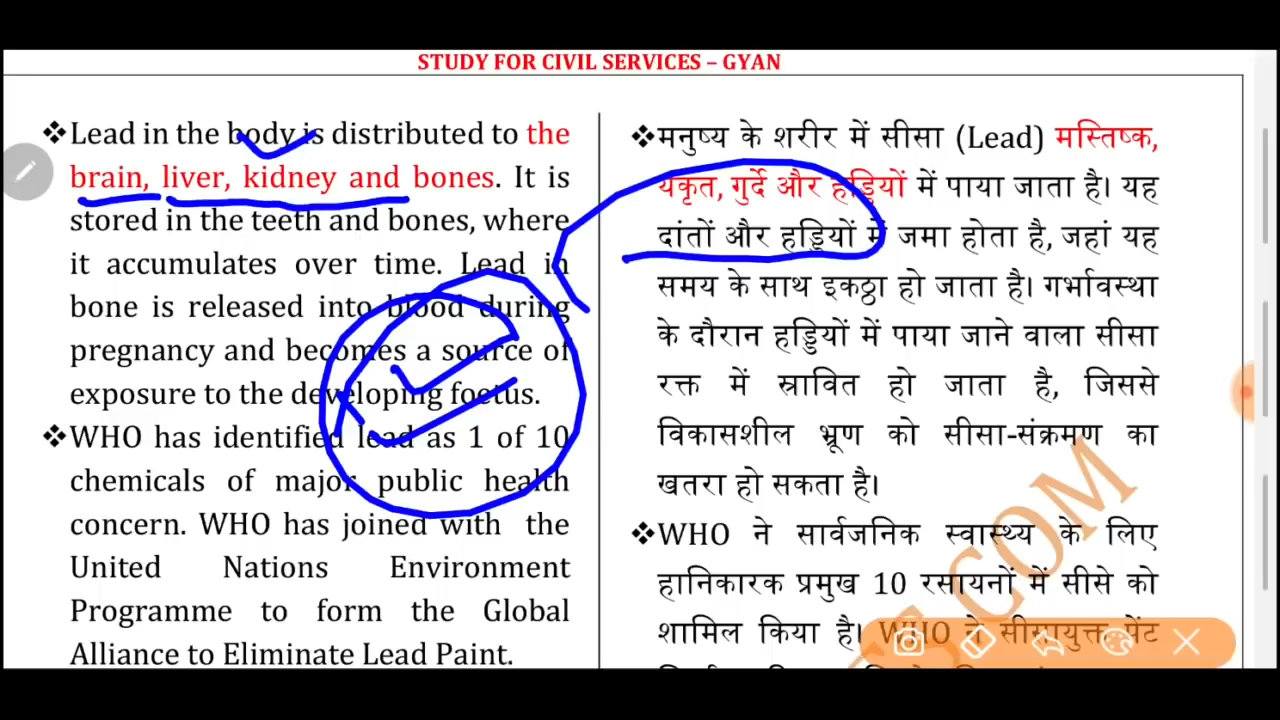 STUDY FOR CIVIL SERVICES – GYAN
❖Lead in the body is distributed to the
brain, liver, kidney and bones. It is
stored in the teeth and bones, where
it accumulates over time. Lead in
bone is released into blood during
pregnancy and becomes a source of
exposure to the developing foetus.
❖WHO has identified lead as 1 of 10
chemicals of major public health
concern. WHO has joined with the
United Nations Environment
Programme to form the Global
Alliance to Eliminate Lead Paint.
❖मनुष्य के शरीर में सीसा (Lead) मस्तिष्क,
यकृत, गुर्दे और हड्डियों में पाया जाता है। यह
दांतों और हड्डियों में जमा होता है, जहां यह
समय के साथ इकठ्ठा हो जाता है। गर्भावस्था
के दौरान हड्डियों में पाया जाने वाला सीसा
रक्त में स्रावित हो जाता है, जिससे
विकासशील भ्रूण को सीसा-संक्रमण का
खतरा हो सकता है।
❖WHO ने सार्वजनिक स्वास्थ्य के लिए
हानिकारक प्रमुख 10 रसायनों में सीसे को
शामिल किया है। WHO ने सीसायुक्त पेंट
.COM